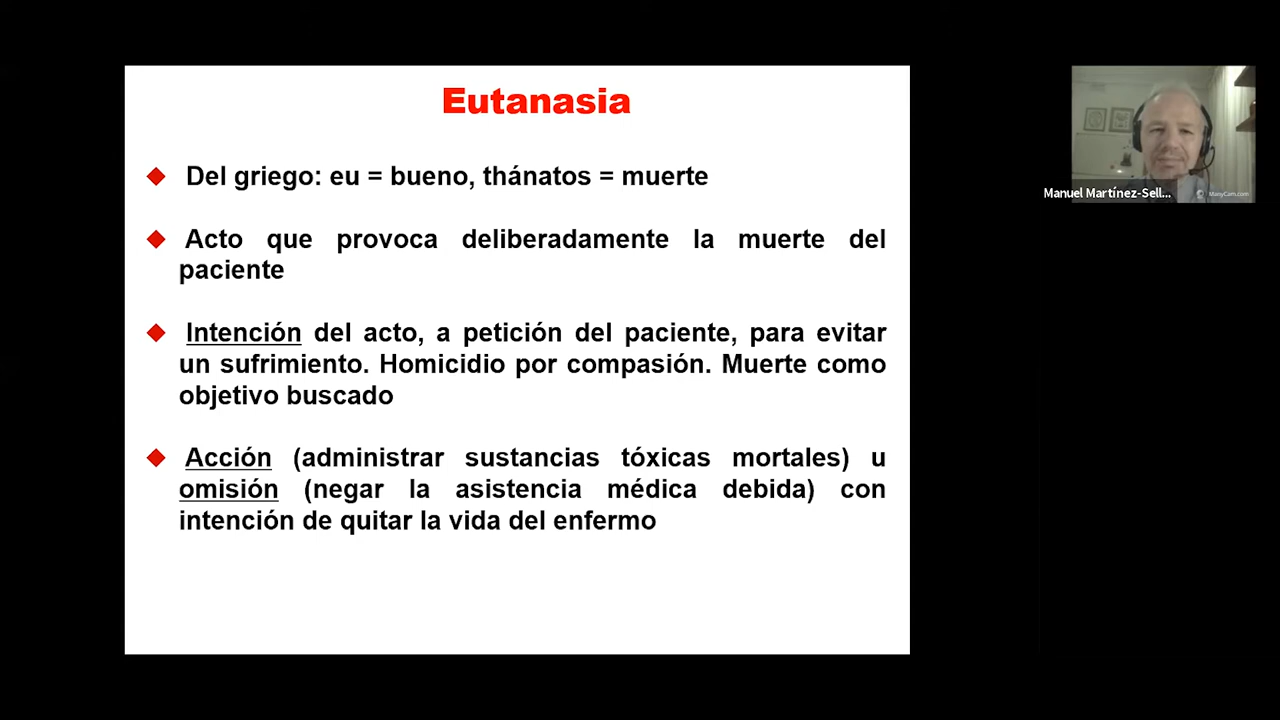 Eutanasia
Del griego: eu = bueno, thánatos = muerte
Acto que provoca deliberadamente la muerte del
paciente
Intención del acto, a petición del paciente, para evitar
un sufrimiento. Homicidio por compasión. Muerte como
objetivo buscado
Acción (administrar sustancias tóxicas mortales) u
omisión (negar la asistencia médica debida) con
intención de quitar la vida del enfermo
Manuel Martínez-Sell...
ManyCam.com